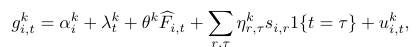 $g_{i,t}^{k} = \alpha_{i}^{k} + \lambda_{t}^{k} + \theta^{k}\widehat{F}_{i,t} + \sum_{r,\tau} \eta_{r,\tau}^{k} s_{i,r} 1\{t = \tau\} + u_{i,t}^{k},$